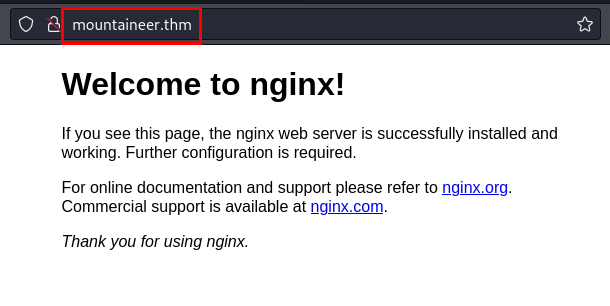 mountaineer.thm
Welcome to nginx!
If you see this page, the nginx web server is successfully installed and
working. Further configuration is required.
For online documentation and support please refer to nginx.org.
Commercial support is available at nginx.com.
Thank you for using nginx.